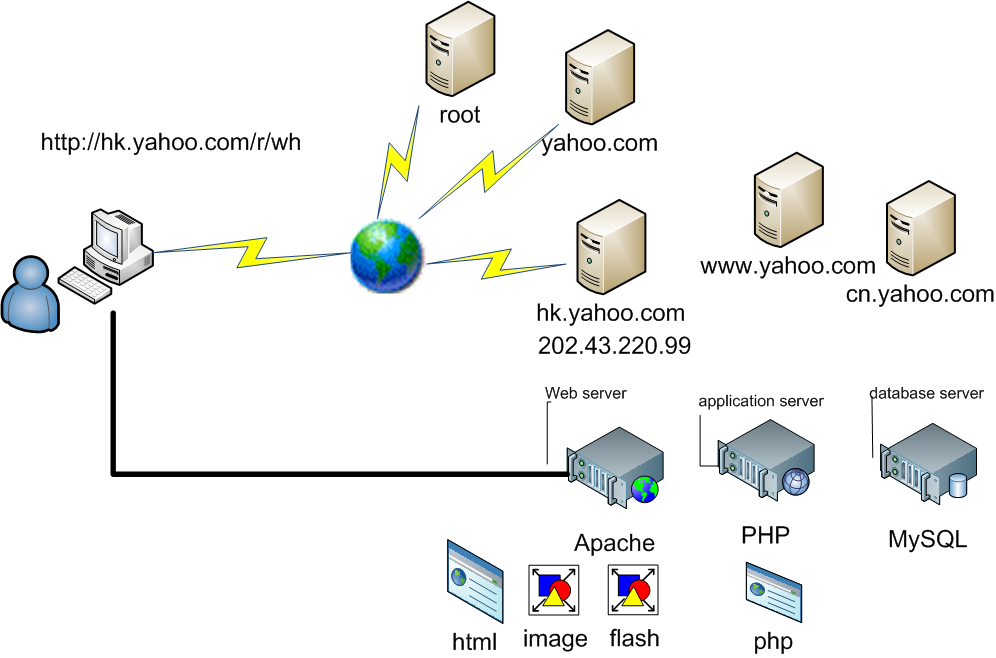 root
yahoo.com
http://hk.yahoo.com/r/wh
www.yahoo.com
cn.yahoo.com
hk.yahoo.com
202.43.220.99
Web server
application server
database server
Apache
PHP
MySQL
html
image
flash
php